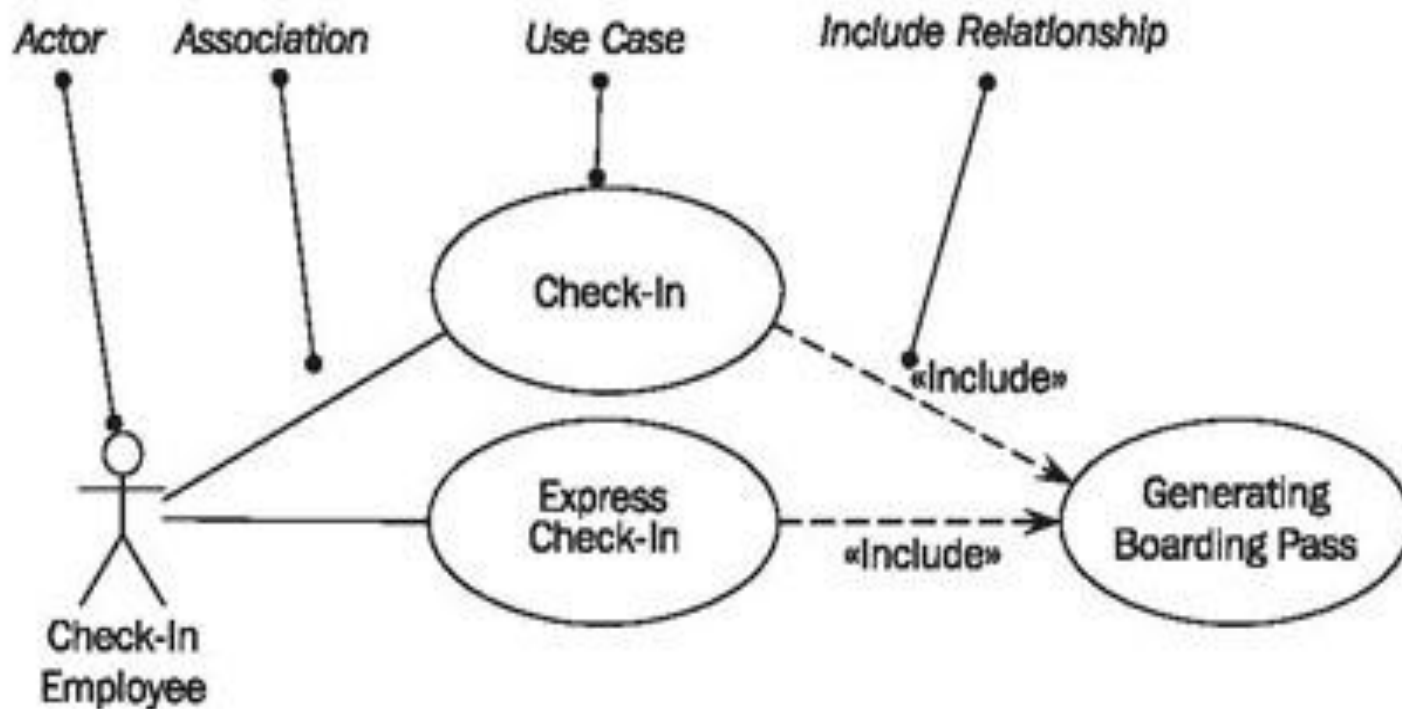 Actor
Association
Use Case
Include Relationship
Check-In
«Include»
Express
Check-In
«Include»
Generating
Boarding Pass
Check-In
Employee